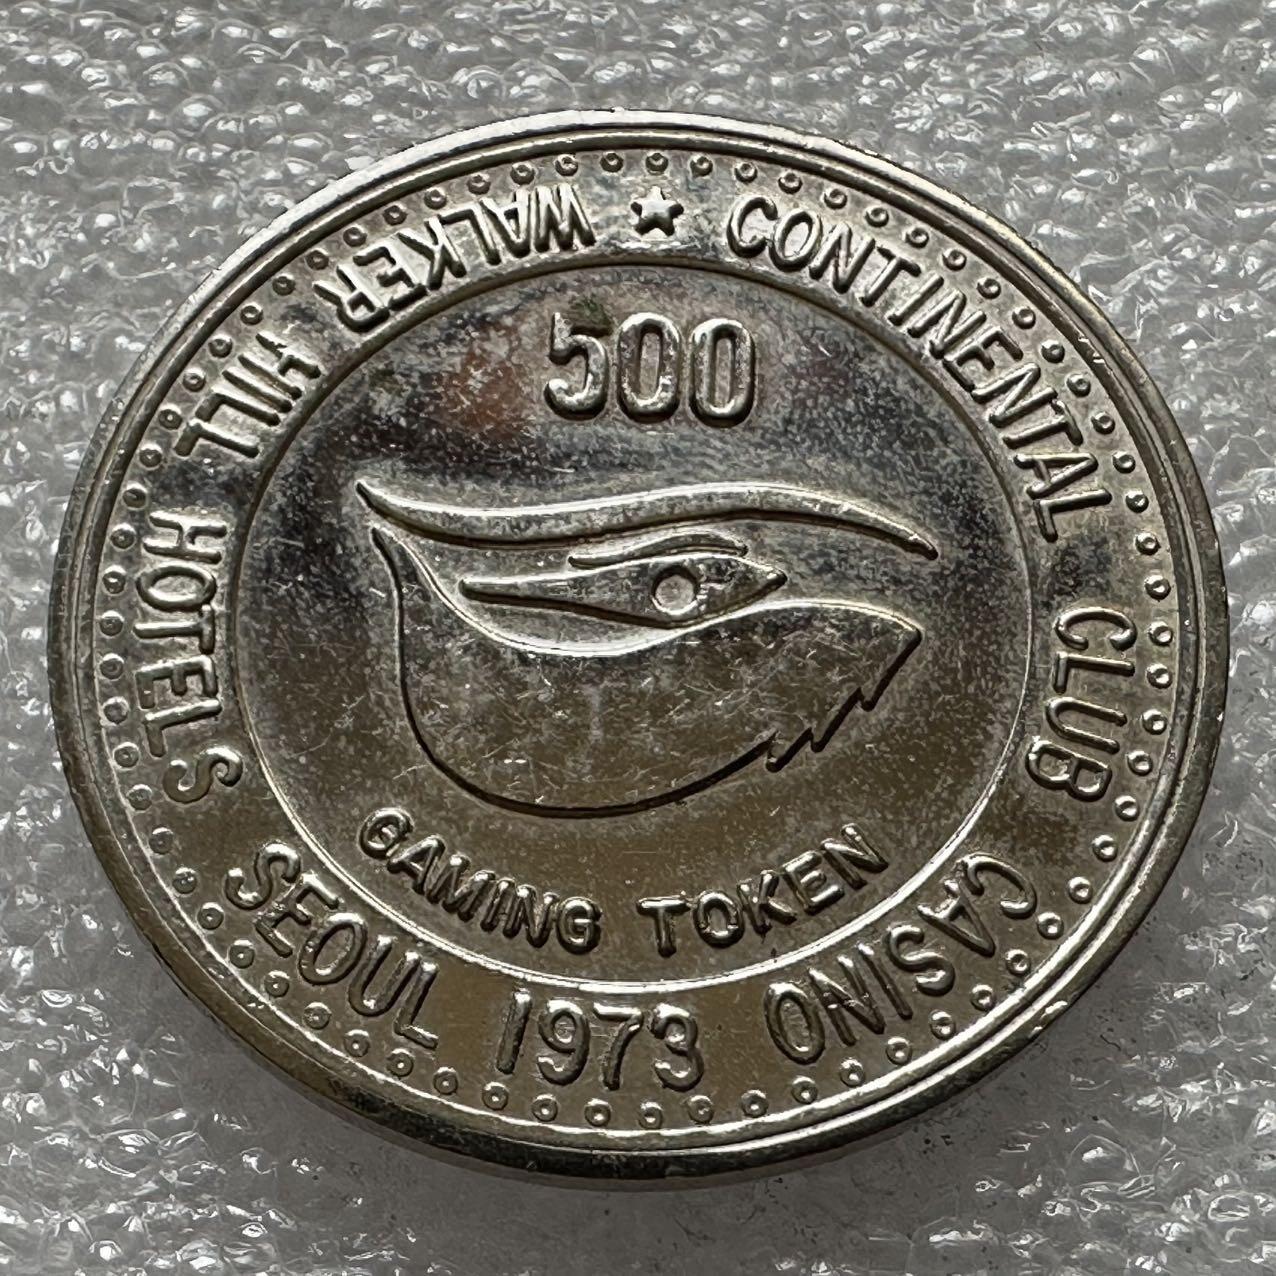 WALKER HILL HOTELS SEOUL 1973
★ CONTINENTAL CLUB CASINO
500
GAMING TOKEN